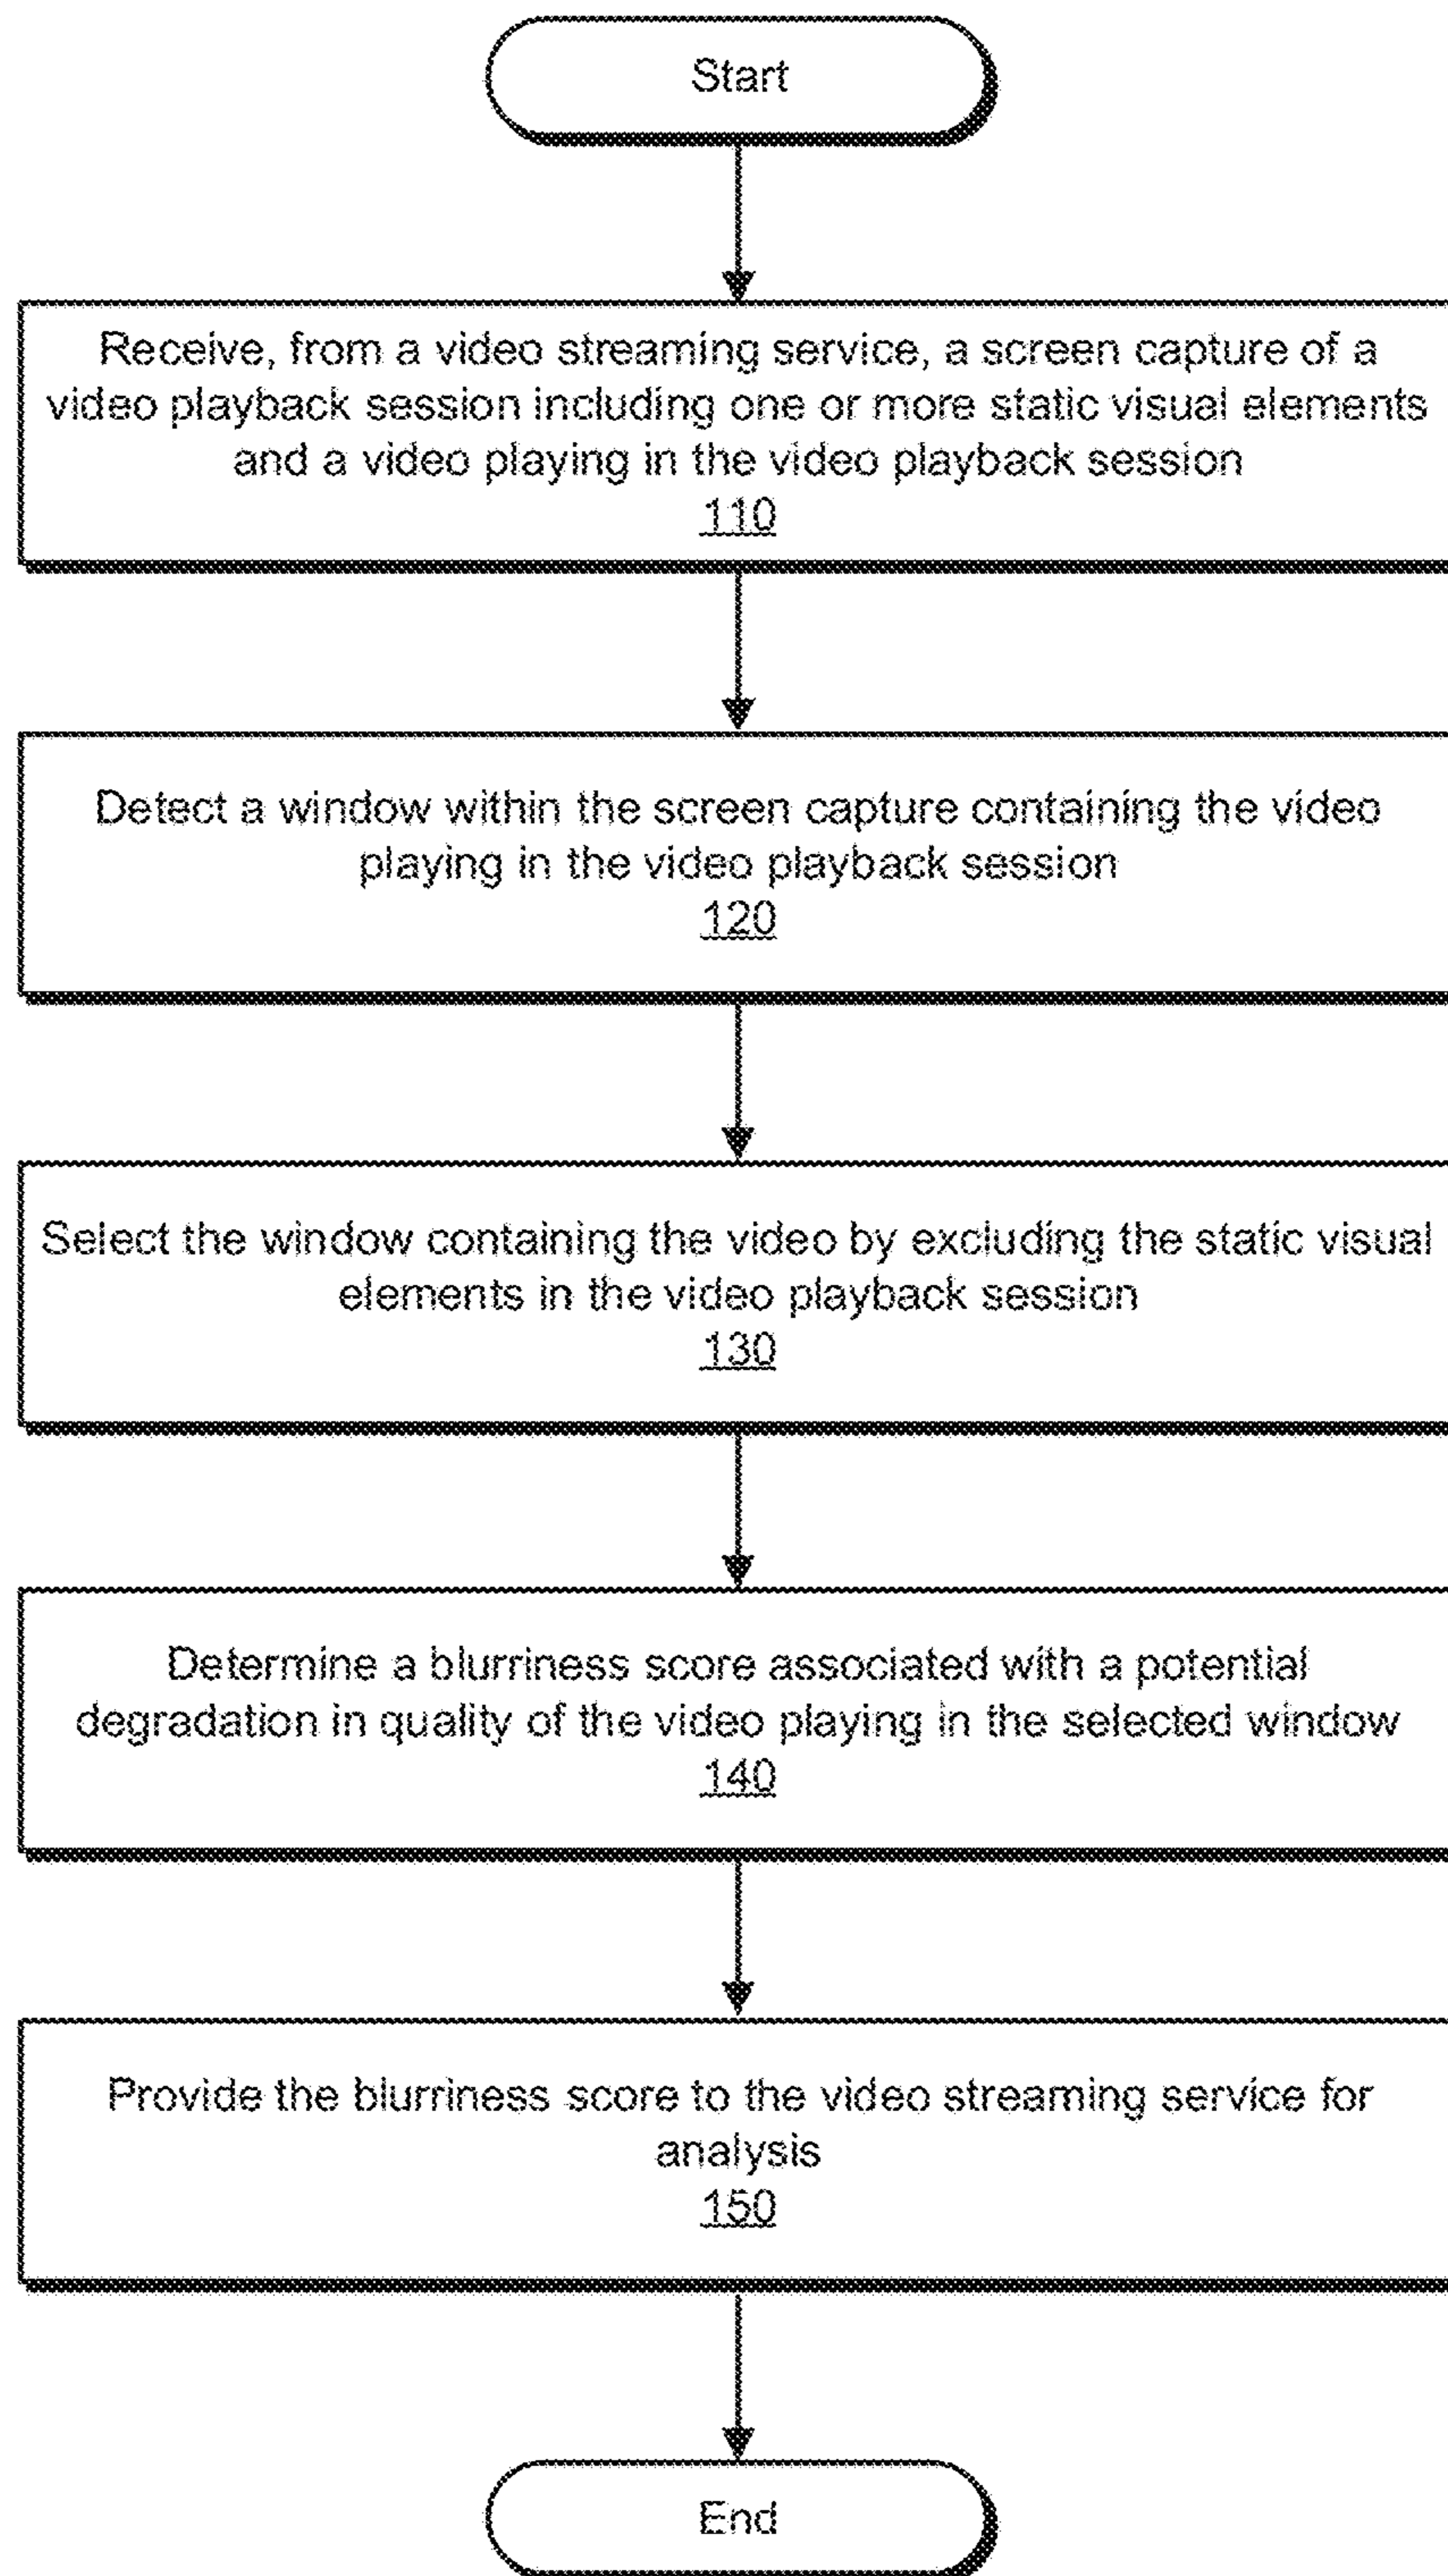 Start
Receive, from a video streaming service, a screen capture of a
video playback session including one or more static visual elements
and a video playing in the video playback session
110
Detect a window within the screen capture containing the video
playing in the video playback session
120
Select the window containing the video by excluding the static visual
elements in the video playback session
130
Determine a blurriness score associated with a potential
degradation in quality of the video playing in the selected window
140
Provide the blurriness score to the video streaming service for
analysis
150
End